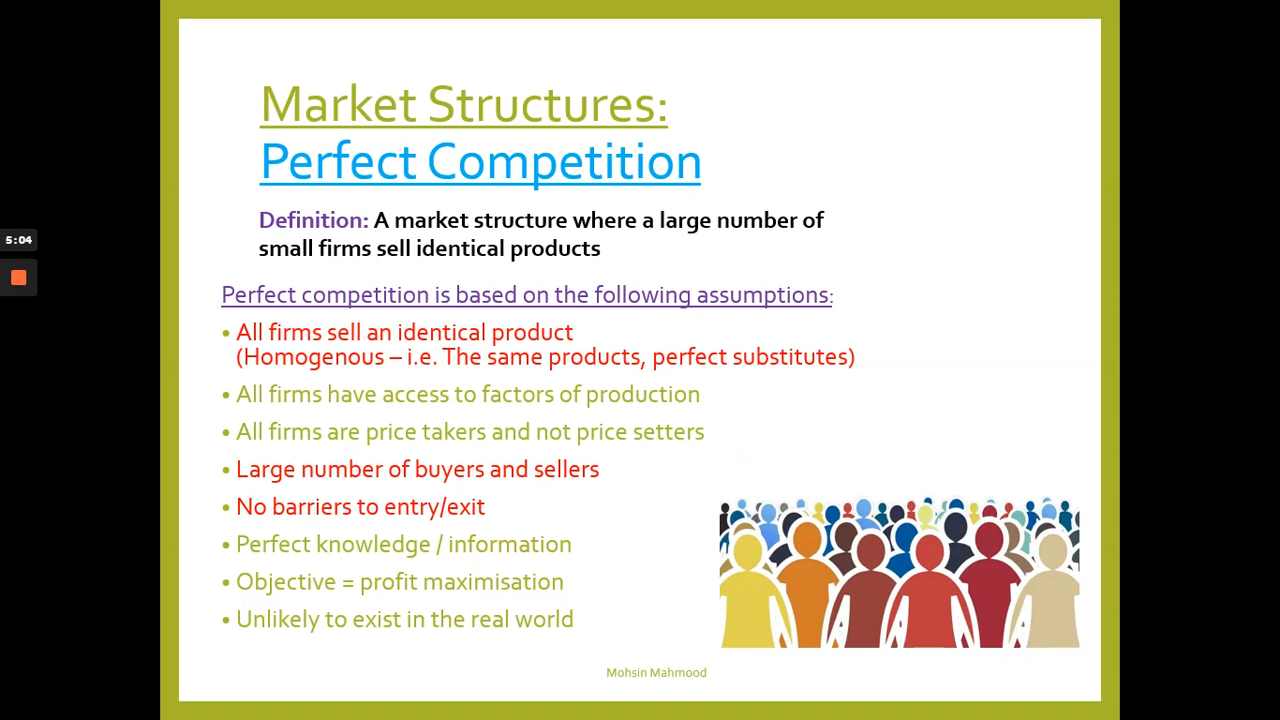 Market Structures:
Perfect Competition
Definition: A market structure where a large number of
small firms sell identical products
5:04
Perfect competition is based on the following assumptions:
• All firms sell an identical product
(Homogenous – i.e. The same products, perfect substitutes)
• All firms have access to factors of production
• All firms are price takers and not price setters
• Large number of buyers and sellers
• No barriers to entry/exit
• Perfect knowledge / information
• Objective = profit maximisation
• Unlikely to exist in the real world
Mohsin Mahmood